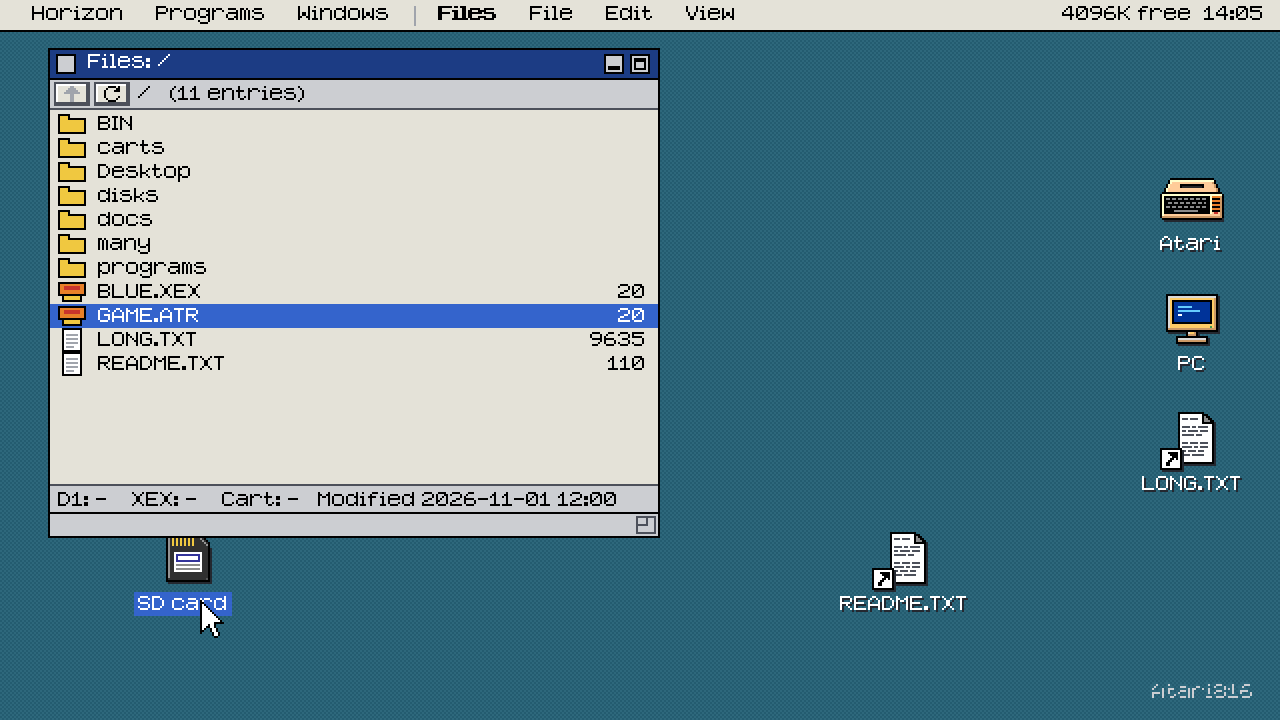 Horizon Programs Windows | Files File Edit View 4096K free 14:05
Files: /
/ (11 entries)
BIN
carts
Desktop
disks
docs
many
programs
BLUE.XEX 20
GAME.ATR 20
LONG.TXT 9635
README.TXT 110
D1: - XEX: - Cart: - Modified 2026-11-01 12:00
Atari
PC
LONG.TXT
SD card
README.TXT
Atari816